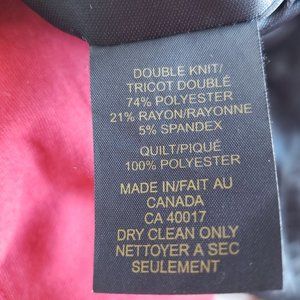 DOUBLE KNIT/
TRICOT DOUBLÉ
74% POLYESTER
21% RAYON/RAYONNE
5% SPANDEX
QUILT/PIQUÉ
100% POLYESTER
MADE IN/FAIT AU
CANADA
CA 40017
DRY CLEAN ONLY
NETTOYER A SEC
SEULEMENT